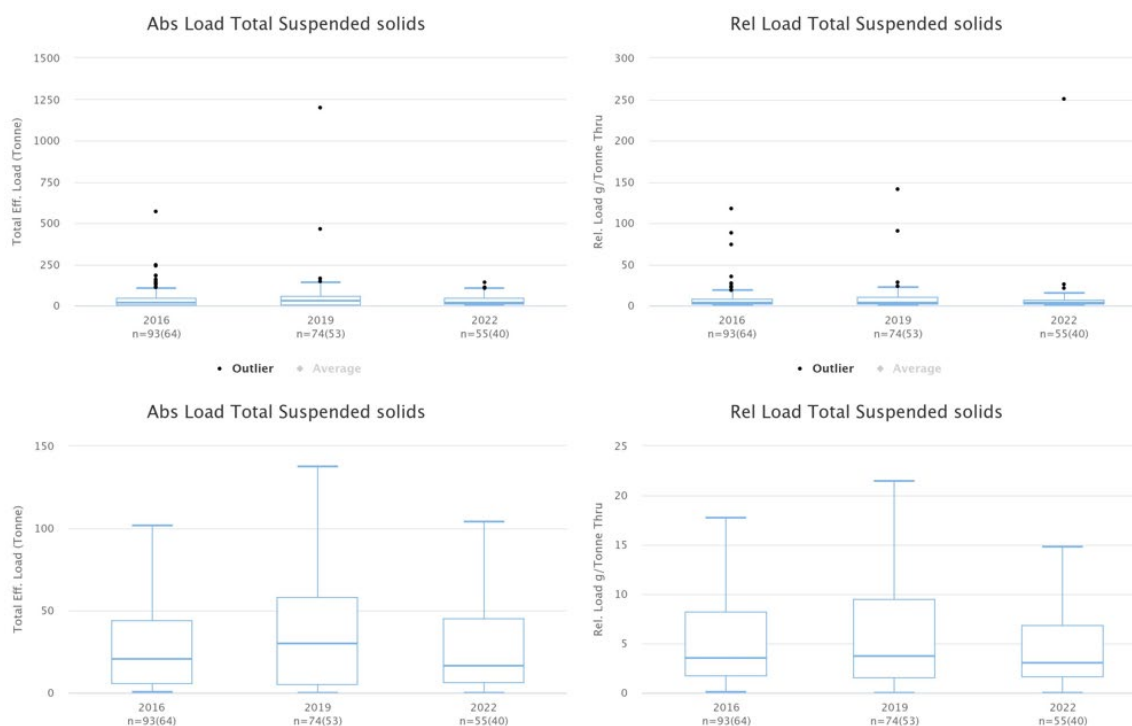 Abs Load Total Suspended solids
Total Eff. Load (Tonne)
1500
1250
1000
750
500
250
0
2016
n=93(64)
2019
n=74(53)
2022
n=55(40)
Outlier
Average
Rel Load Total Suspended solids
Rel. Load g/Tonne Thru
300
250
200
150
100
50
0
2016
n=93(64)
2019
n=74(53)
2022
n=55(40)
Outlier
Average
Abs Load Total Suspended solids
Total Eff. Load (Tonne)
150
100
50
0
2016
n=93(64)
2019
n=74(53)
2022
n=55(40)
Rel Load Total Suspended solids
Rel. Load g/Tonne Thru
25
20
15
10
5
0
2016
n=93(64)
2019
n=74(53)
2022
n=55(40)